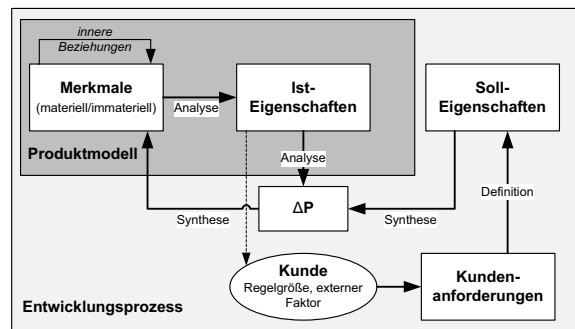 innere
Beziehungen
Merkmale
(materiell/immateriell)
Analyse
Ist-
Eigenschaften
Soll-
Eigenschaften
Produktmodell
Analyse
Definition
Synthese
ΔP
Synthese
Kunde
Regelgröße, externer
Faktor
Kunden-
anforderungen
Entwicklungsprozess